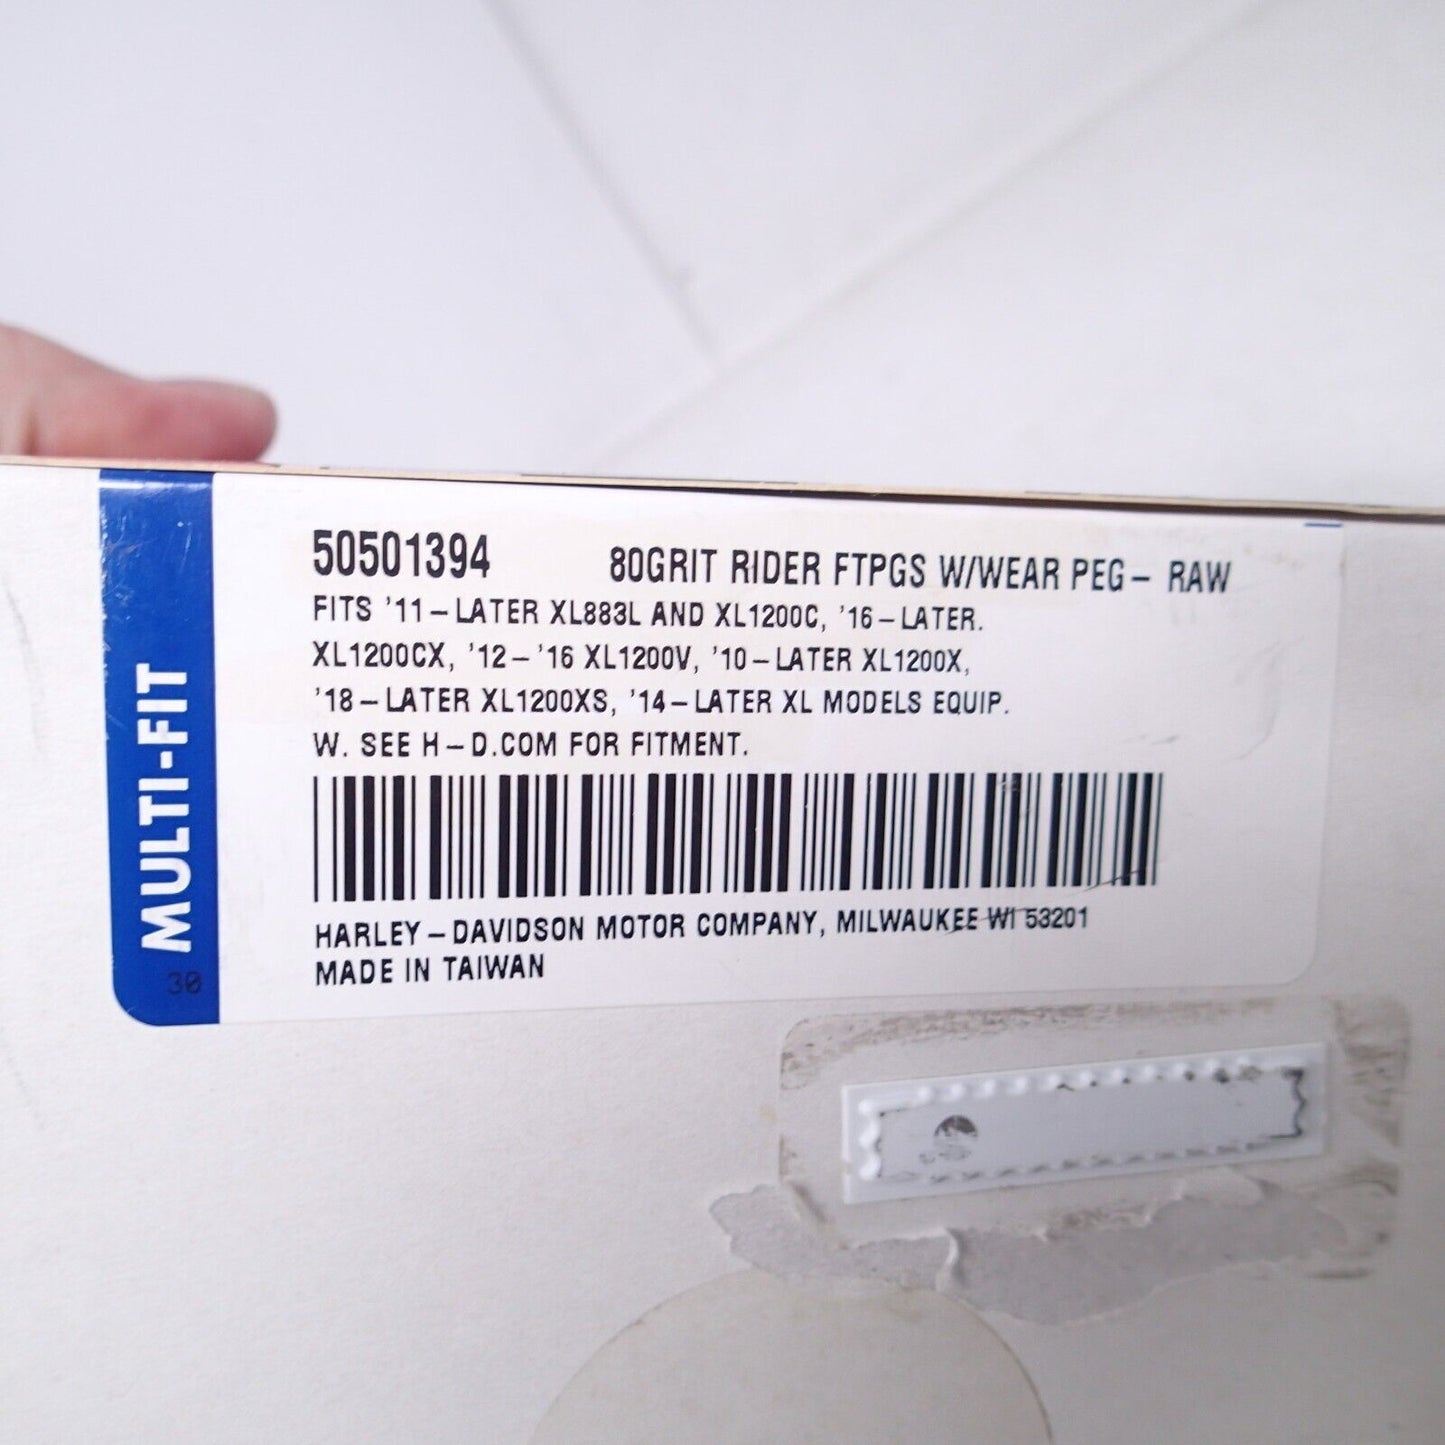 50501394 80GRIT RIDER FTPGS W/WEAR PEG- RAW
FITS '11-LATER XL883L AND XL1200C, '16-LATER.
XL1200CX, '12-'16 XL1200V, '10-LATER XL1200X,
'18-LATER XL1200XS, '14-LATER XL MODELS EQUIP.
W. SEE H-D.COM FOR FITMENT.
HARLEY-DAVIDSON MOTOR COMPANY, MILWAUKEE WI 53201
MADE IN TAIWAN
MULTI-FIT
30